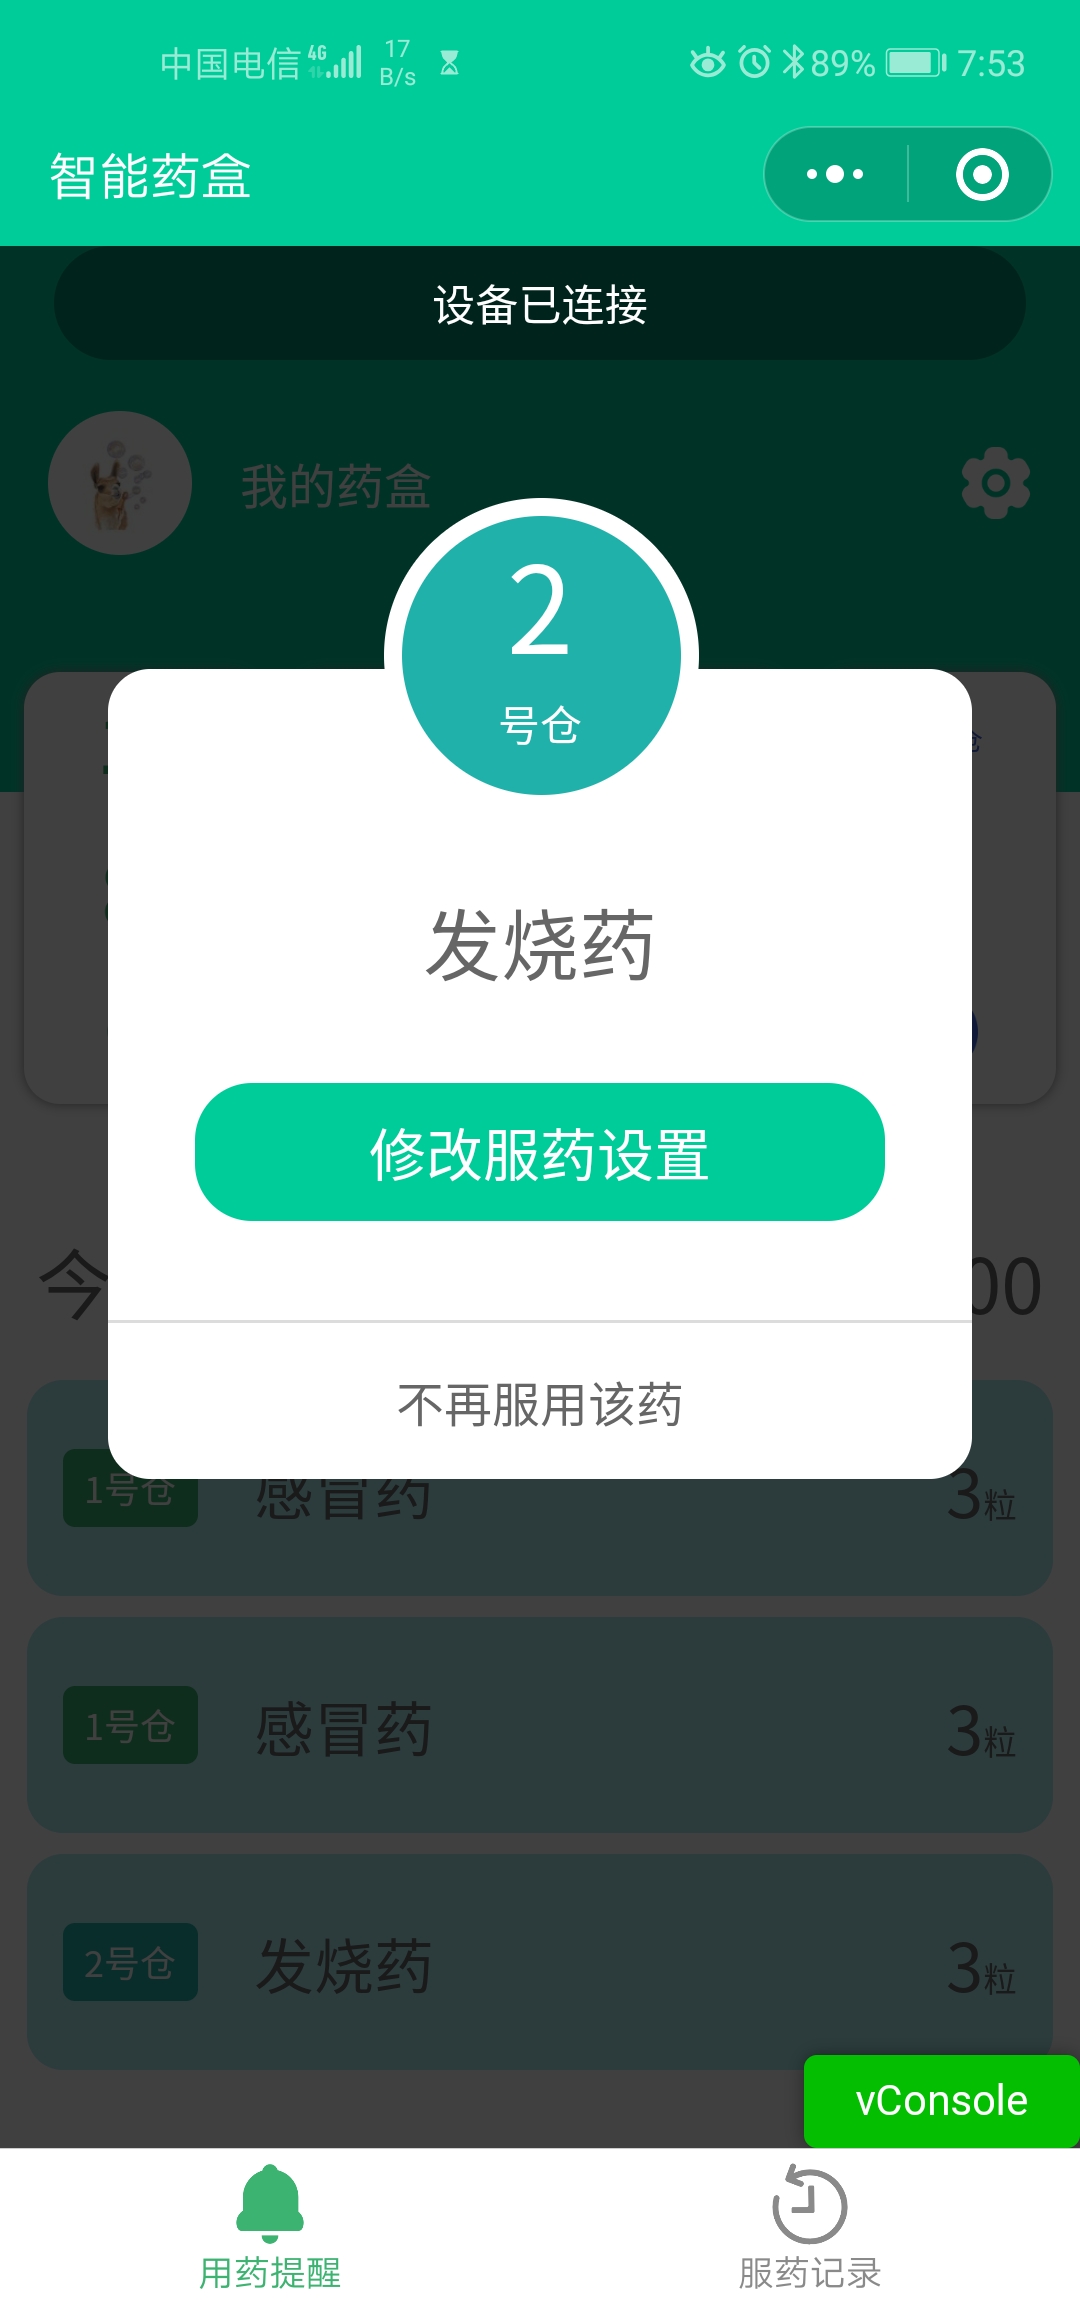 中国电信 4G 17 B/s 89% 7:53
智能药盒
设备已连接
我的药盒
2
号仓
仓
发烧药
修改服药设置
今 00
不再服用该药
1号仓 感冒药 3粒
1号仓 感冒药 3粒
2号仓 发烧药 3粒
vConsole
用药提醒 服药记录